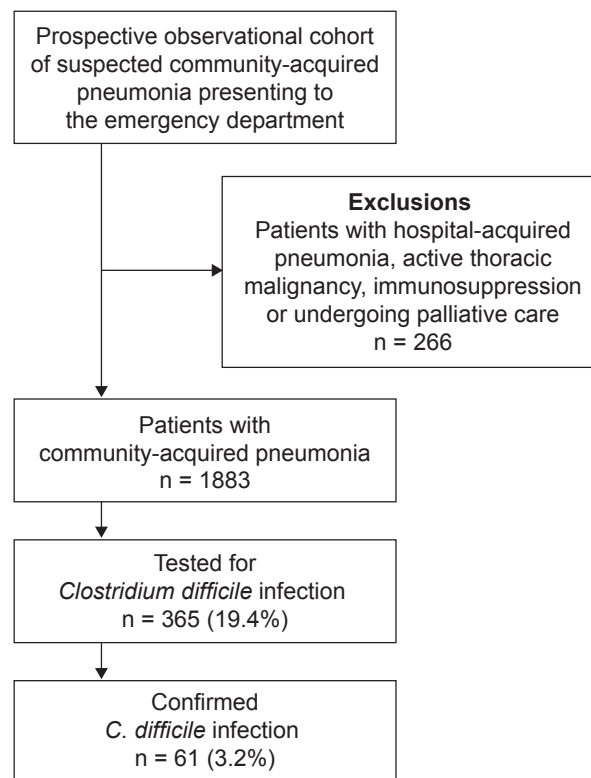 Prospective observational cohort
of suspected community-acquired
pneumonia presenting to
the emergency department
Exclusions
Patients with hospital-acquired
pneumonia, active thoracic
malignancy, immunosuppression
or undergoing palliative care
n = 266
Patients with
community-acquired pneumonia
n = 1883
Tested for
Clostridium difficile infection
n = 365 (19.4%)
Confirmed
C. difficile infection
n = 61 (3.2%)